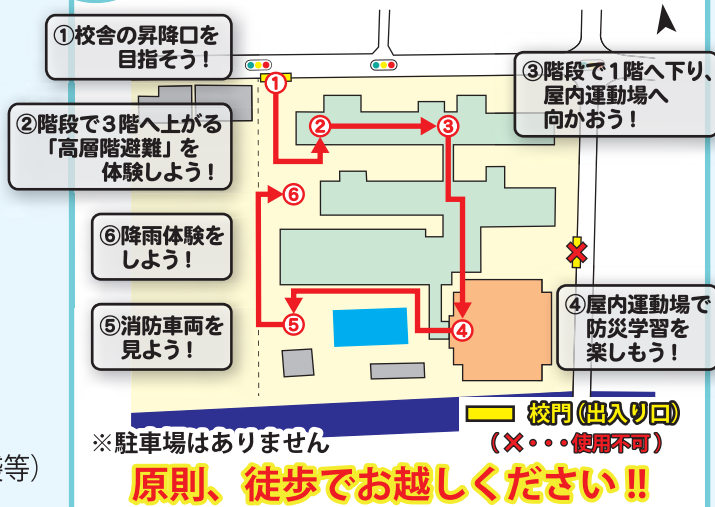 ①校舎の昇降口を
目指そう！
②階段で３階へ上がる
「高層階避難」を
体験しよう！
③階段で１階へ下り、
屋内運動場へ
向かおう！
①
②
③
⑥
⑥降雨体験を
しよう！
⑤消防車両を
見よう！
⑤
④
④屋内運動場で
防災学習を
楽しもう！
校門（出入り口）
（×・・・使用不可）
※駐車場はありません
等）
原則、徒歩でお越しください!!